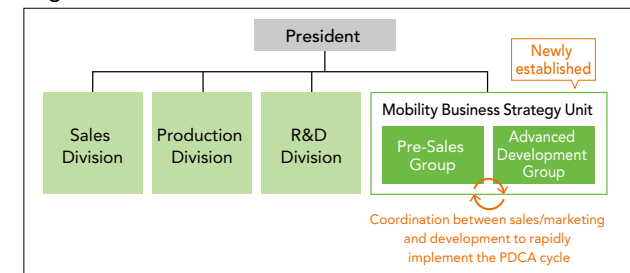 President
Newly
established
Mobility Business Strategy Unit
Sales
Division
Production
Division
R&D
Division
Pre-Sales
Group
Advanced
Development
Group
Coordination between sales/marketing
and development to rapidly
implement the PDCA cycle